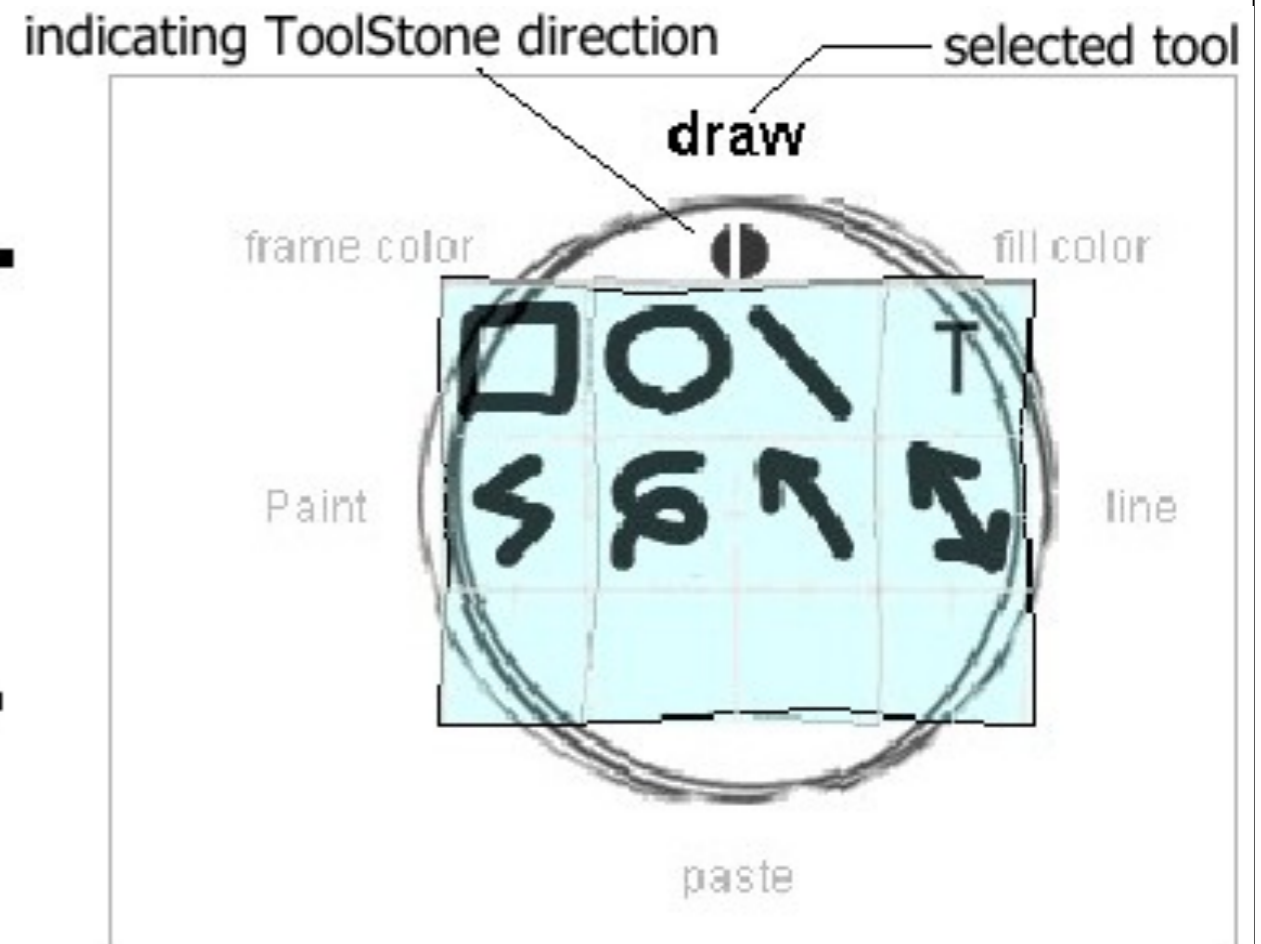 indicating ToolStone direction
selected tool
draw
frame color
fill color
T
Paint
line
paste